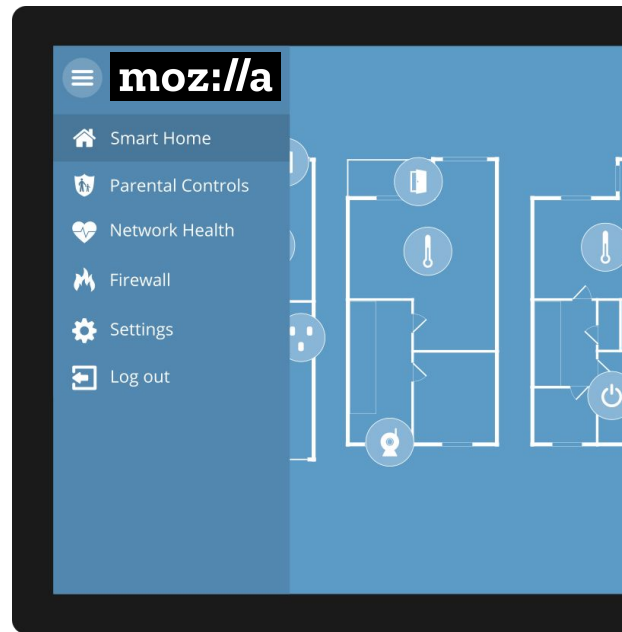 moz://a
Smart Home
Parental Controls
Network Health
Firewall
Settings
Log out